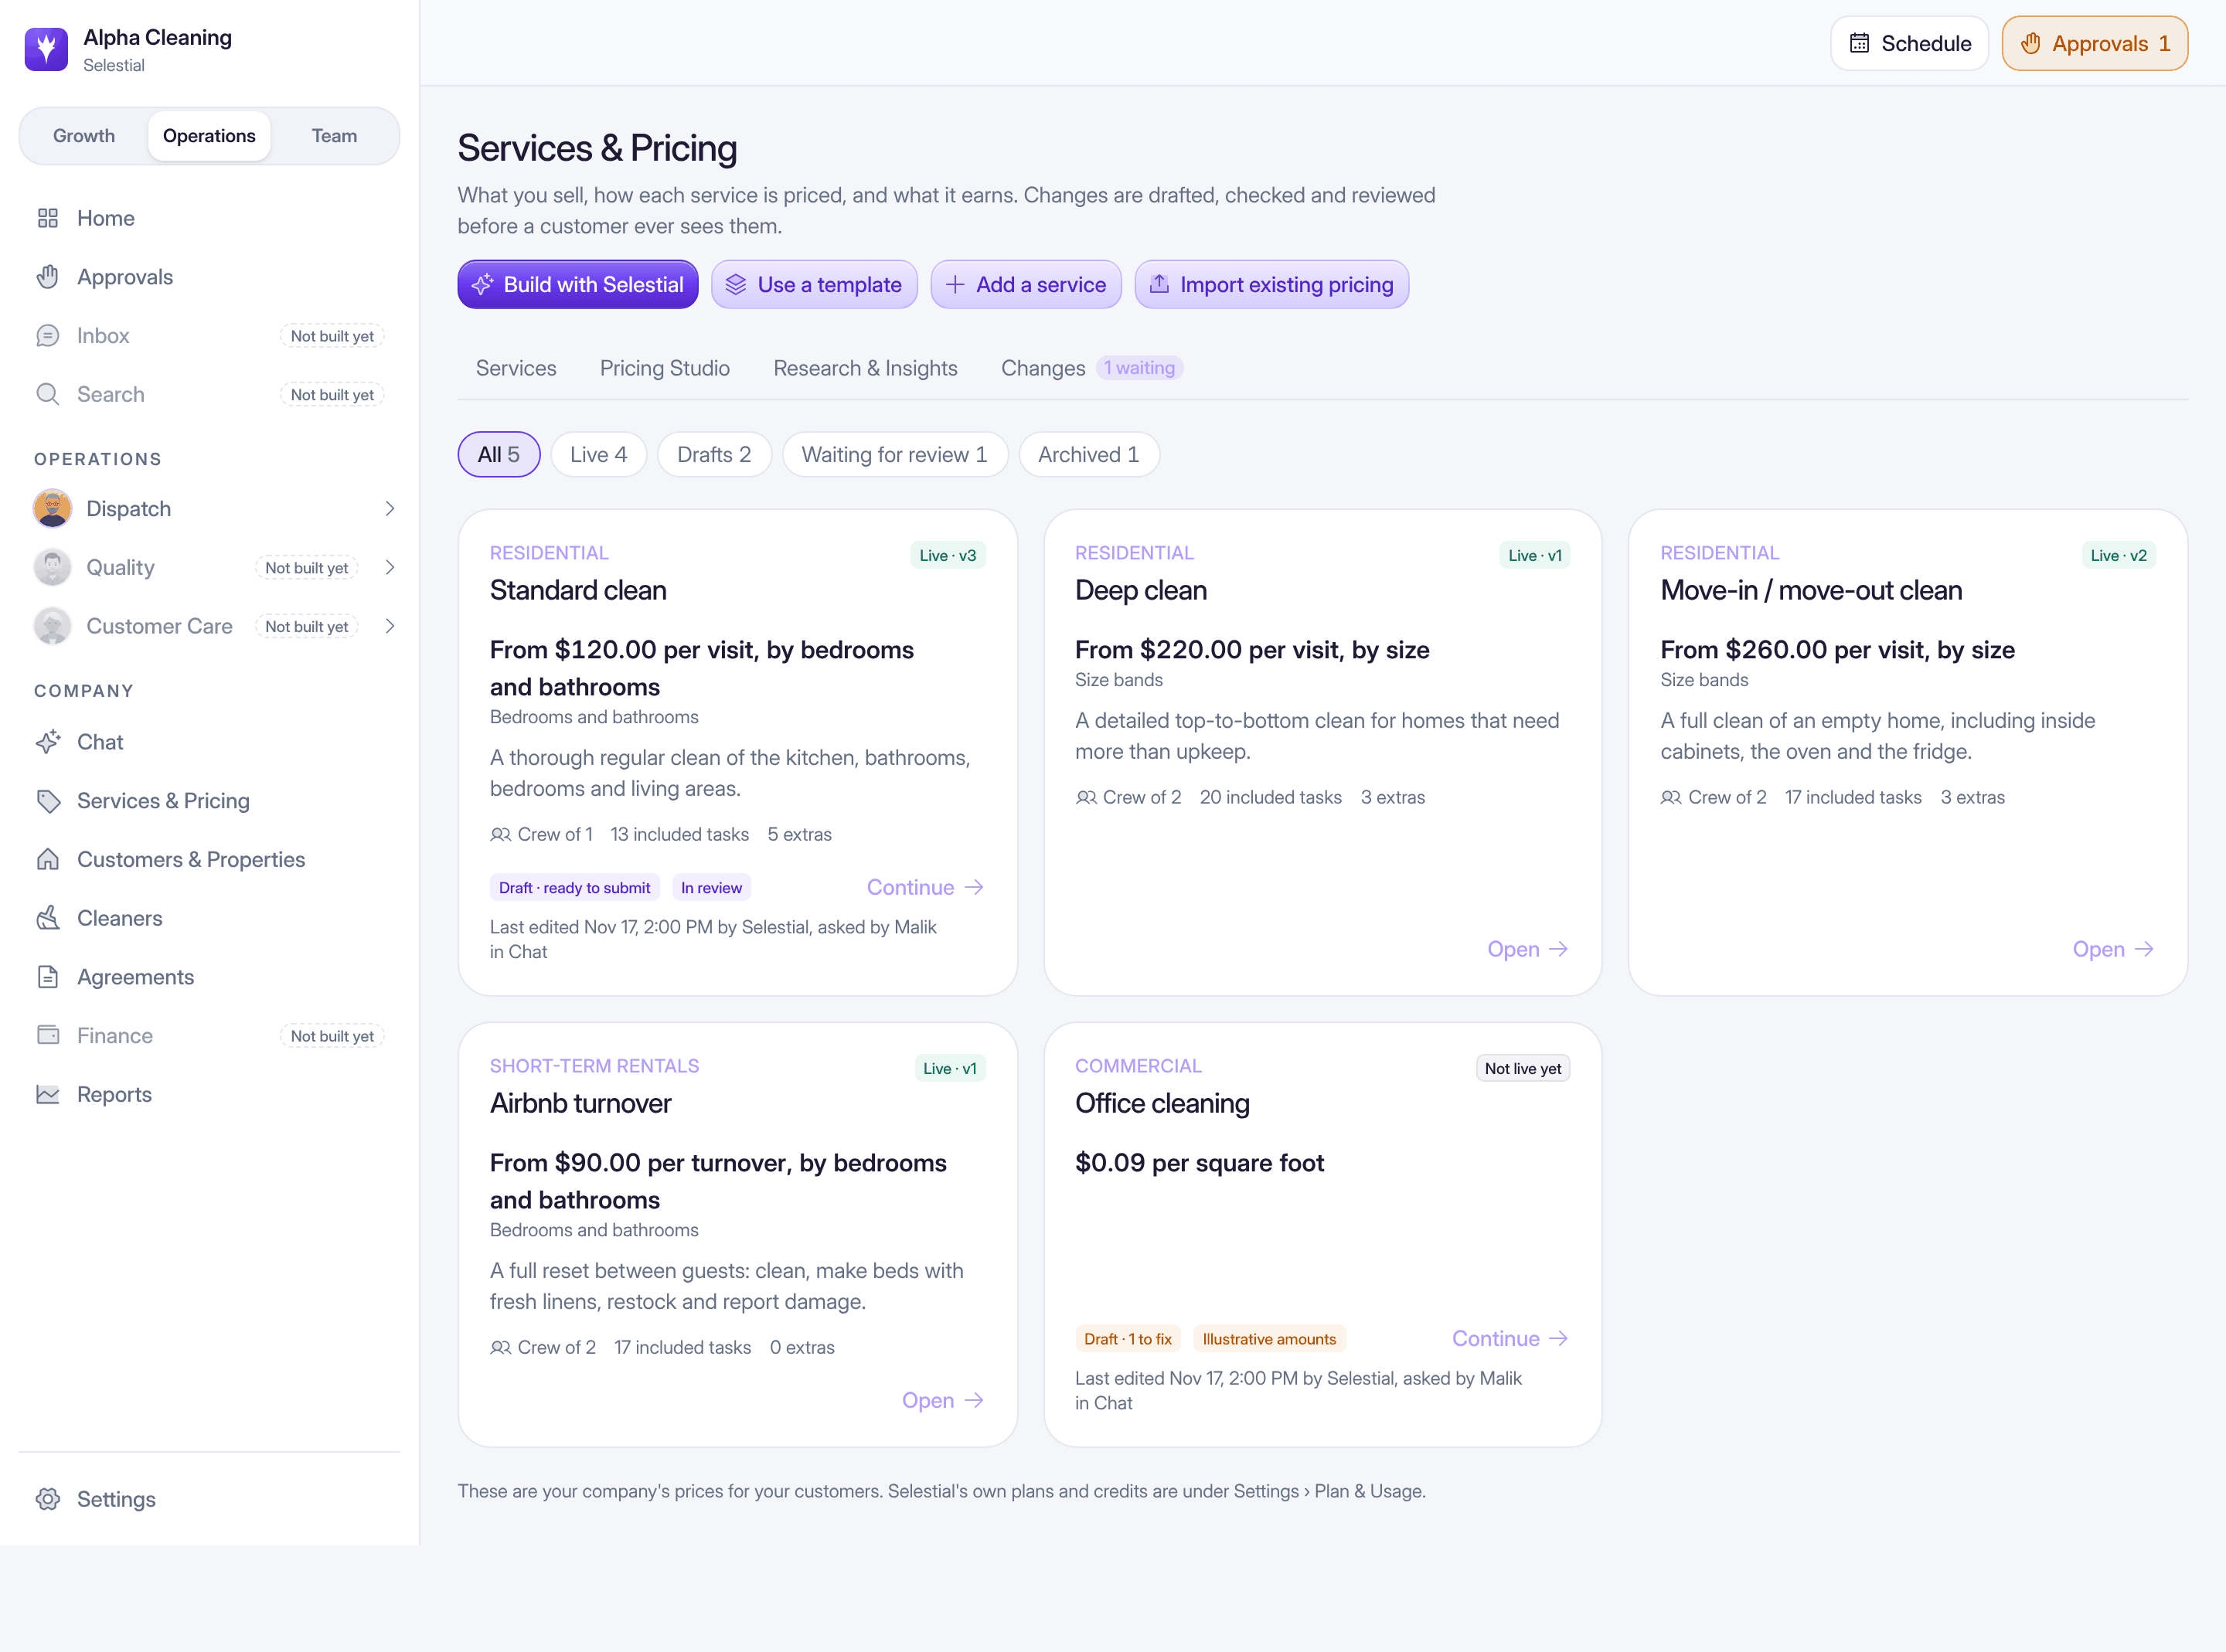 Alpha Cleaning
Selestial
Growth Operations Team
Home
Approvals
Inbox Not built yet
Search Not built yet
OPERATIONS
Dispatch
Quality Not built yet
Customer Care Not built yet
COMPANY
Chat
Services & Pricing
Customers & Properties
Cleaners
Agreements
Finance Not built yet
Reports
Settings
Schedule Approvals 1
Services & Pricing
What you sell, how each service is priced, and what it earns. Changes are drafted, checked and reviewed
before a customer ever sees them.
Build with Selestial Use a template Add a service Import existing pricing
Services Pricing Studio Research & Insights Changes 1 waiting
All 5 Live 4 Drafts 2 Waiting for review 1 Archived 1
RESIDENTIAL Live · v3
Standard clean
From $120.00 per visit, by bedrooms
and bathrooms
Bedrooms and bathrooms
A thorough regular clean of the kitchen, bathrooms,
bedrooms and living areas.
Crew of 1 13 included tasks 5 extras
Draft · ready to submit In review Continue
Last edited Nov 17, 2:00 PM by Selestial, asked by Malik
in Chat
RESIDENTIAL Live · v1
Deep clean
From $220.00 per visit, by size
Size bands
A detailed top-to-bottom clean for homes that need
more than upkeep.
Crew of 2 20 included tasks 3 extras
Open
RESIDENTIAL Live · v2
Move-in / move-out clean
From $260.00 per visit, by size
Size bands
A full clean of an empty home, including inside
cabinets, the oven and the fridge.
Crew of 2 17 included tasks 3 extras
Open
SHORT-TERM RENTALS Live · v1
Airbnb turnover
From $90.00 per turnover, by bedrooms
and bathrooms
Bedrooms and bathrooms
A full reset between guests: clean, make beds with
fresh linens, restock and report damage.
Crew of 2 17 included tasks 0 extras
Open
COMMERCIAL Not live yet
Office cleaning
$0.09 per square foot
Draft · 1 to fix Illustrative amounts Continue
Last edited Nov 17, 2:00 PM by Selestial, asked by Malik
in Chat
These are your company's prices for your customers. Selestial's own plans and credits are under Settings › Plan & Usage.